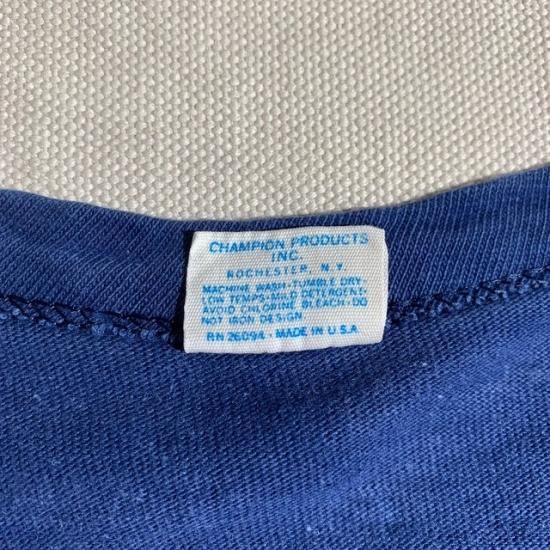 CHAMPION PRODUCTS
INC.
ROCHESTER, N.Y.
MACHINE WASH-TUMBLE DRY-
LOW TEMPS-MILD DETERGENT-
AVOID CHLORINE BLEACH-DO
NOT IRON DESIGN
RN 26094 - MADE IN U.S.A